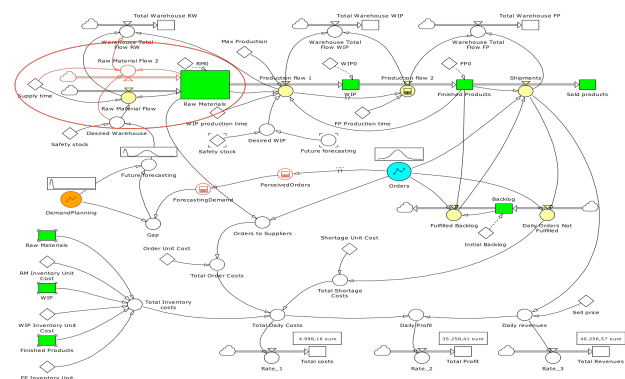 Total Warehouse RW
Total Warehouse WIP
Total Warehouse FP
Warehouse Total
Flow RW
Max Production
Warehouse Total
Flow WIP
Warehouse Total
Flow FP
Raw Material Flow 2
RM0
WIP0
FP0
Production flow 1
Production flow 2
Shipments
Supply time
Raw Material Flow
Raw Materials
WIP
Finished Products
Sold products
WIP production time
FP Production time
Desired Warehouse
Safety stock
Safety stock
Desired WIP
Future forecasting
Future forecasting
PerceivedOrders
Orders
DemandPlanning
ForecastingDemand
Backlog
Gap
Orders to Suppliers
Fulfilled Backlog
Daily Orders Not
Fulfilled
Initial Backlog
Raw Materials
Order Unit Cost
Shortage Unit Cost
Total Order Costs
RM Inventory Unit
Cost
Total Shortage
Costs
WIP
Total Inventory
costs
Sell price
WIP Inventory Unit
Cost
Total Daily Costs
Daily Profit
Daily revenues
Finished Products
4.998,16 euro
35.258,41 euro
40.256,57 euro
Rate_1
Total costs
Rate_2
Total Profit
Rate_3
Total Revenues
FP Inventory Unit